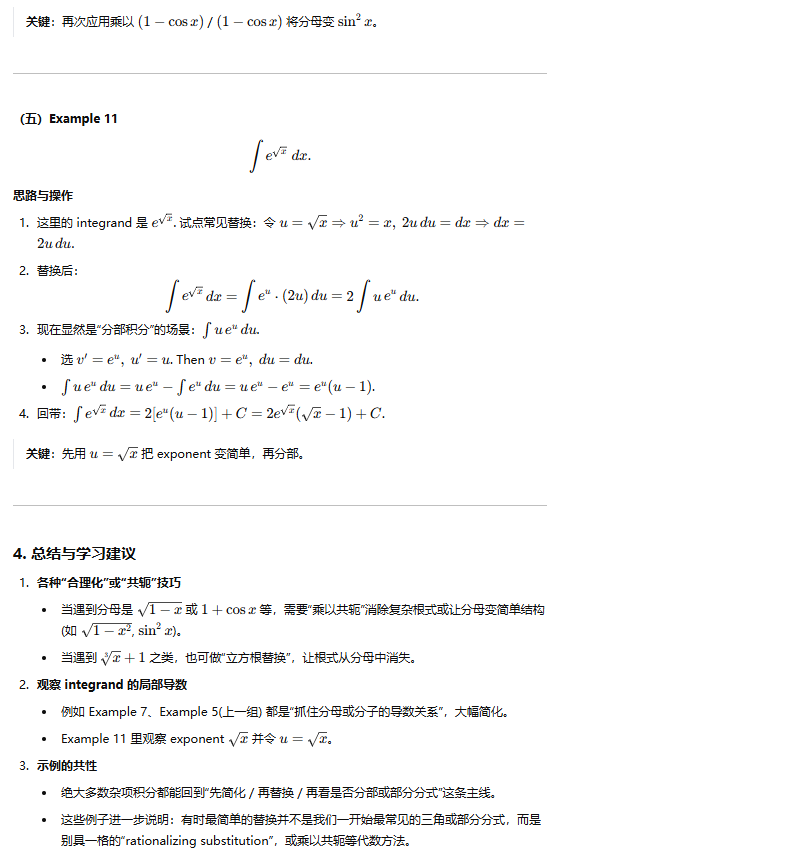 关键：再次应用乘以 (1 − cos x) / (1 − cos x) 将分母变 sin² x。
（五）Example 11
∫ e^{√x} dx.
思路与操作
1. 这里的 integrand 是 e^{√x}. 试点常见替换：令 u = √x ⇒ u² = x, 2u du = dx ⇒ dx =
2u du.
2. 替换后：
∫ e^{√x} dx = ∫ e^u · (2u) du = 2 ∫ u e^u du.
3. 现在显然是“分部积分”的场景：∫ u e^u du.
• 选 v′ = e^u, u′ = u. Then v = e^u, du = du.
• ∫ u e^u du = u e^u − ∫ e^u du = u e^u − e^u = e^u(u − 1).
4. 回带：∫ e^{√x} dx = 2[e^u(u − 1)] + C = 2e^{√x}(√x − 1) + C.
关键：先用 u = √x 把 exponent 变简单，再分部。
4. 总结与学习建议
1. 各种“合理化”或“共轭”技巧
• 当遇到分母是 √(1 − x) 或 1 + cos x 等，需要“乘以共轭”消除复杂根式或让分母变简单结构
(如 √(1 − x²), sin² x)。
• 当遇到 ∛x + 1 之类，也可做“立方根替换”，让根式从分母中消失。
2. 观察 integrand 的局部导数
• 例如 Example 7、Example 5(上一组) 都是“抓住分母或分子的导数关系”，大幅简化。
• Example 11 里观察 exponent √x 并令 u = √x。
3. 示例的共性
• 绝大多数杂项积分都能回到“先简化 / 再替换 / 再看是否分部或部分分式”这条主线。
• 这些例子进一步说明：有时最简单的替换并不是我们一开始最常见的三角或部分分式，而是
别具一格的“rationalizing substitution”，或乘以共轭等代数方法。